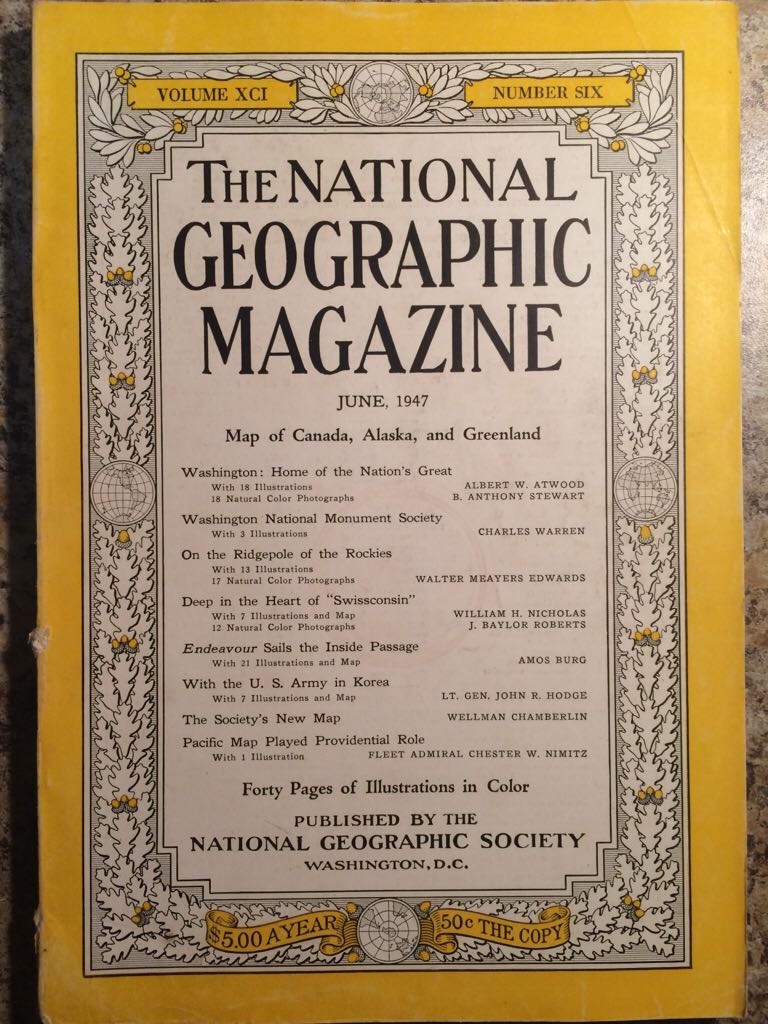 VOLUME XCI
NUMBER SIX
THE NATIONAL
GEOGRAPHIC
MAGAZINE
JUNE, 1947
Map of Canada, Alaska, and Greenland
Washington: Home of the Nation's Great
With 18 Illustrations ALBERT W. ATWOOD
18 Natural Color Photographs B. ANTHONY STEWART
Washington National Monument Society
With 3 Illustrations CHARLES WARREN
On the Ridgepole of the Rockies
With 13 Illustrations
17 Natural Color Photographs WALTER MEAYERS EDWARDS
Deep in the Heart of "Swissconsin"
With 7 Illustrations and Map WILLIAM H. NICHOLAS
12 Natural Color Photographs J. BAYLOR ROBERTS
Endeavour Sails the Inside Passage
With 21 Illustrations and Map AMOS BURG
With the U. S. Army in Korea
With 7 Illustrations and Map LT. GEN. JOHN R. HODGE
The Society's New Map WELLMAN CHAMBERLIN
Pacific Map Played Providential Role
With 1 Illustration FLEET ADMIRAL CHESTER W. NIMITZ
Forty Pages of Illustrations in Color
PUBLISHED BY THE
NATIONAL GEOGRAPHIC SOCIETY
WASHINGTON, D.C.
$5.00 A YEAR
50c THE COPY